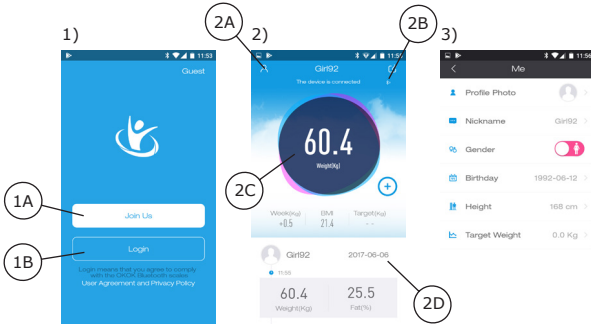 1)
11:53
Guest
1A
Join Us
1B
Login
Login means that you agree to comply
with the OKOK Bluetooth scales
User Agreement and Privacy Policy
2)
2A
2B
Girl92
The device is connected
60.4
Weight(Kg)
2C
Week(Kg) BMI Target(Kg)
+0.5 21.4 - -
Girl92 2017-06-06
11:55
60.4 25.5
Weight(Kg) Fat(%)
2D
3)
11:56
Me
Profile Photo
Nickname Girl92
Gender
Birthday 1992-06-12
Height 168 cm
Target Weight 0.0 Kg